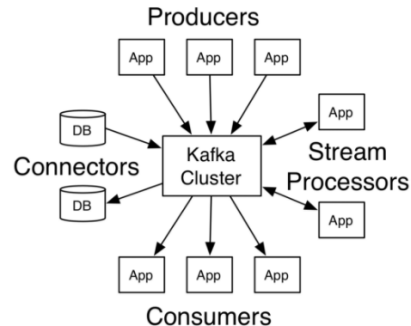 Producers
App
App
App
DB
App
Connectors
Kafka
Cluster
Stream
Processors
DB
App
App
App
App
Consumers